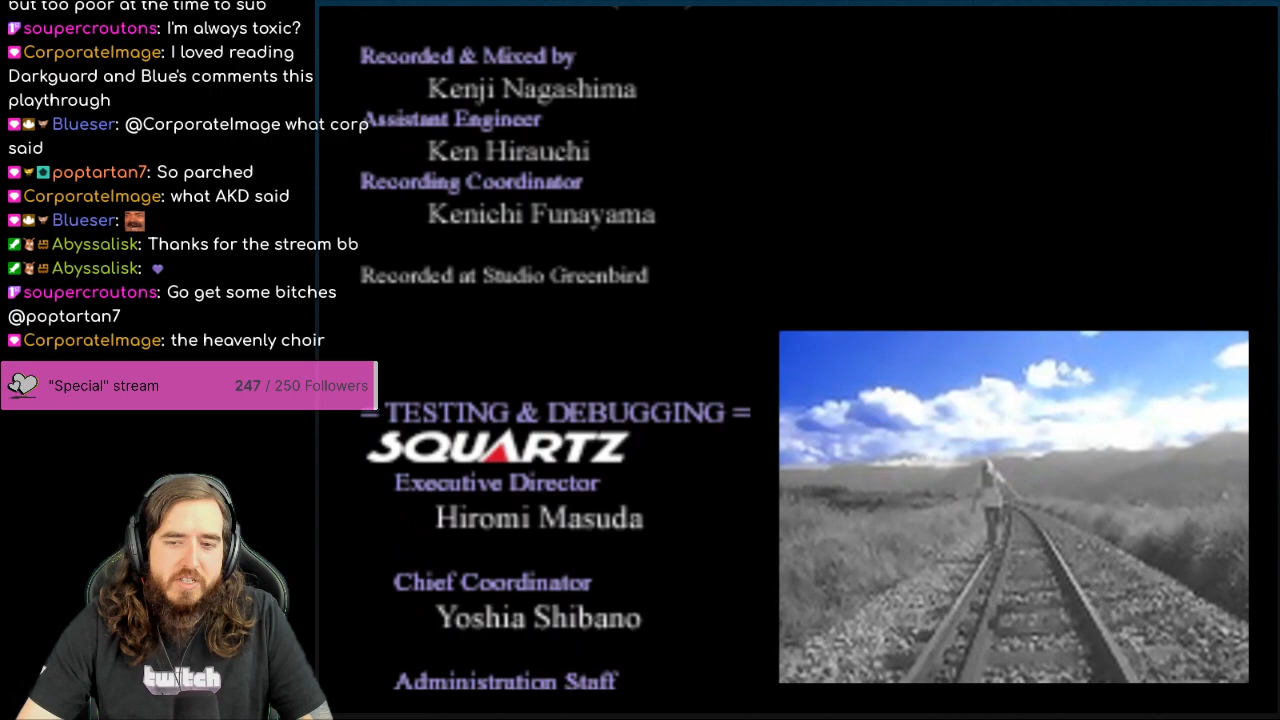 but too poor at the time to sub
soupercroutons: I'm always toxic?
CorporateImage: I loved reading
Darkguard and Blue's comments this
playthrough
Blueser: @CorporateImage what corp
said
poptartan7: So parched
CorporateImage: what AKD said
Blueser:
Abyssalisk: Thanks for the stream bb
Abyssalisk:
soupercroutons: Go get some bitches
@poptartan7
CorporateImage: the heavenly choir
"Special" stream 247 / 250 Followers
twitch
Recorded & Mixed by
Kenji Nagashima
Assistant Engineer
Ken Hirauchi
Recording Coordinator
Kenichi Funayama
Recorded at Studio Greenbird
= TESTING & DEBUGGING =
SQUARTZ
Executive Director
Hiromi Masuda
Chief Coordinator
Yoshia Shibano
Administration Staff